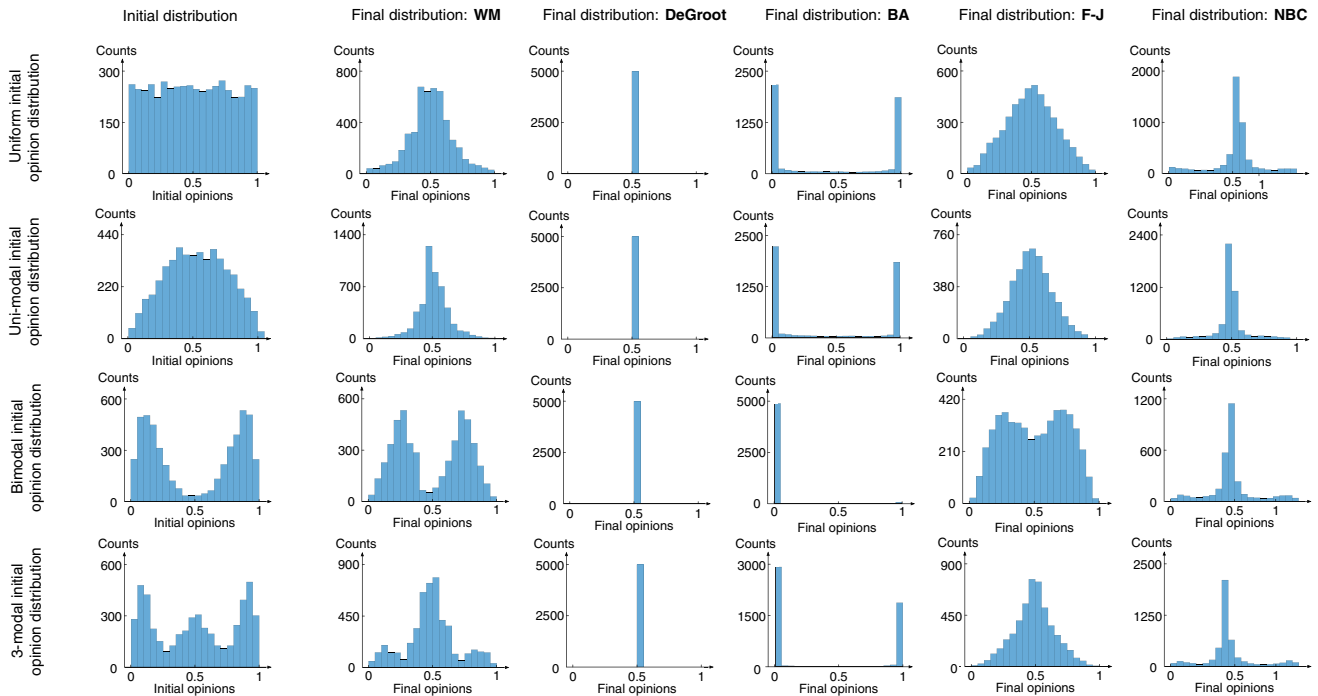 Initial distribution
Final distribution: WM
Final distribution: DeGroot
Final distribution: BA
Final distribution: F-J
Final distribution: NBC
Uniform initial
opinion distribution
Counts
300
150
0
0 0.5 1
Initial opinions
Counts
800
400
0
0 0.5 1
Final opinions
Counts
5000
2500
0
0 0.5 1
Final opinions
Counts
2500
1250
0
0 0.5 1
Final opinions
Counts
600
300
0
0 0.5 1
Final opinions
Counts
2000
1000
0
0 0.5 1
Final opinions
Uni-modal initial
opinion distribution
Counts
440
220
0
0 0.5 1
Initial opinions
Counts
1400
700
0
0 0.5 1
Final opinions
Counts
5000
2500
0
0 0.5 1
Final opinions
Counts
2500
1250
0
0 0.5 1
Final opinions
Counts
760
380
0
0 0.5 1
Final opinions
Counts
2400
1200
0
0 0.5 1
Final opinions
Bimodal initial
opinion distribution
Counts
600
300
0
0 0.5 1
Initial opinions
Counts
600
300
0
0 0.5 1
Final opinions
Counts
5000
2500
0
0 0.5 1
Final opinions
Counts
5000
2500
0
0 0.5 1
Final opinions
Counts
420
210
0
0 0.5 1
Final opinions
Counts
1200
600
0
0 0.5 1
Final opinions
3-modal initial
opinion distribution
Counts
600
300
0
0 0.5 1
Initial opinions
Counts
900
450
0
0 0.5 1
Final opinions
Counts
5000
2500
0
0 0.5 1
Final opinions
Counts
3000
1500
0
0 0.5 1
Final opinions
Counts
900
450
0 0.5 1
Final opinions
Counts
2500
1250
0
0 0.5 1
Final opinions